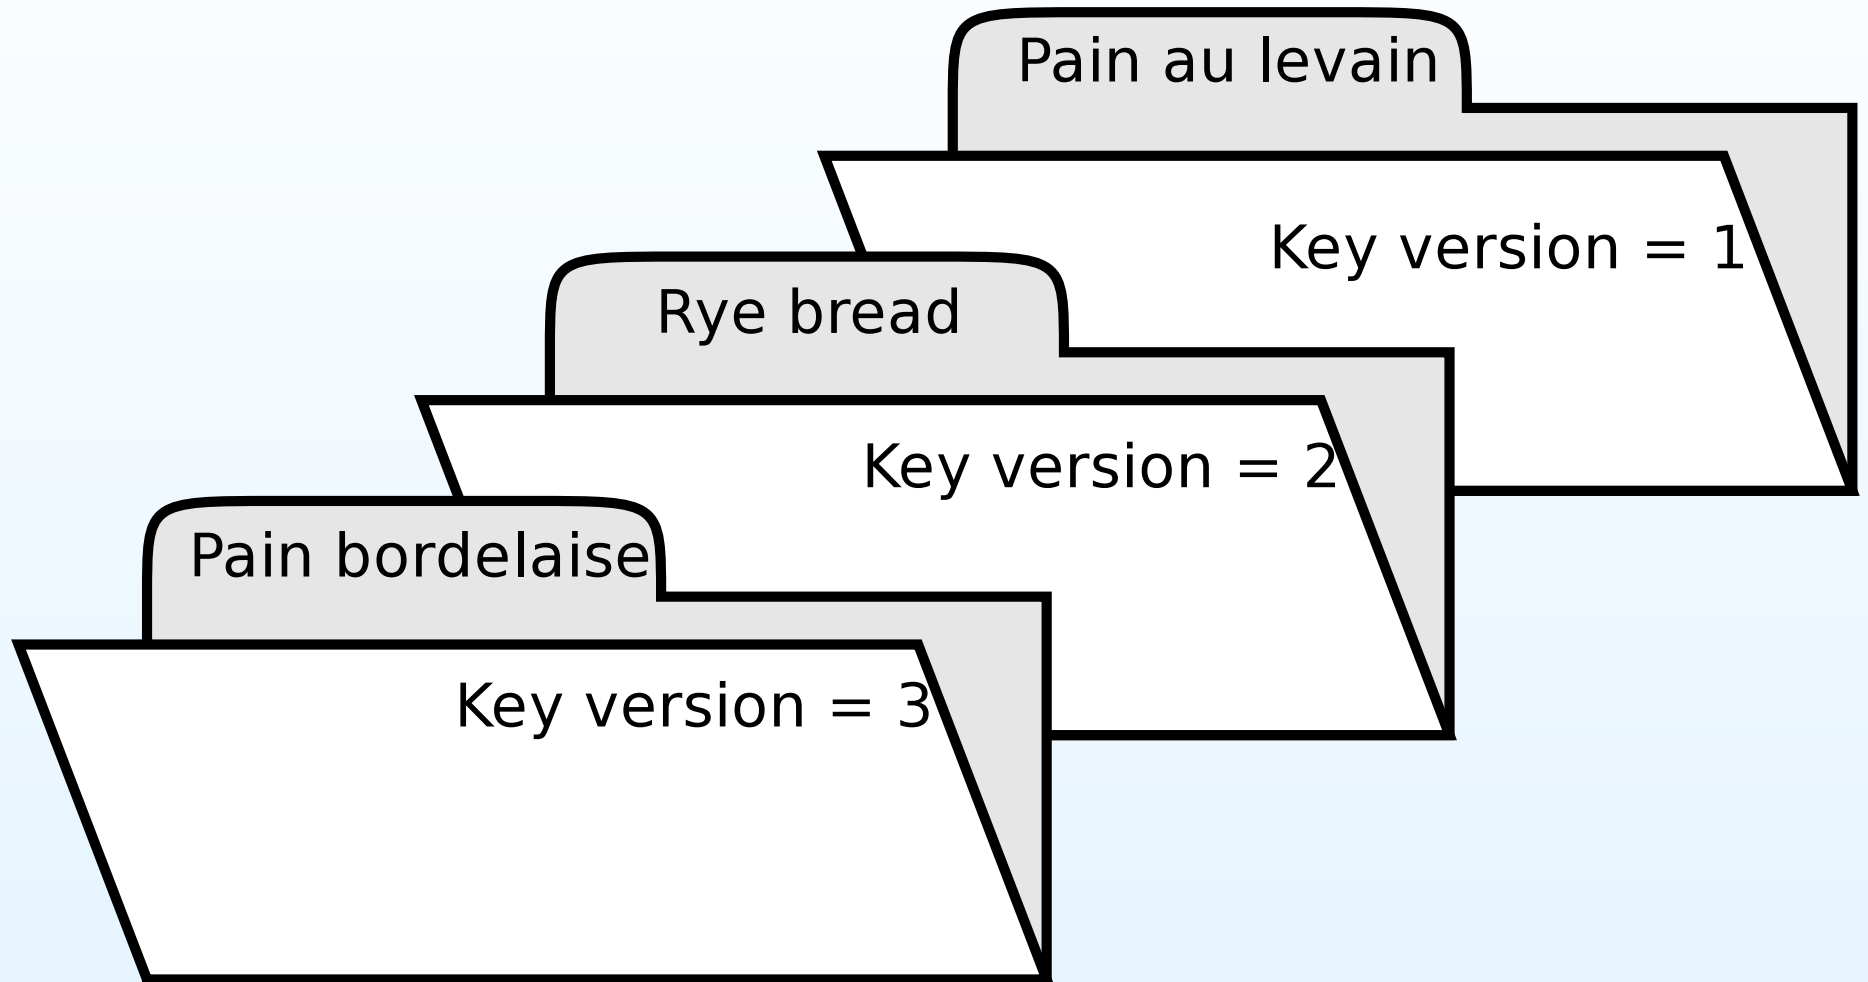 Pain au levain
Key version = 1
Rye bread
Key version = 2
Pain bordelaise
Key version = 3